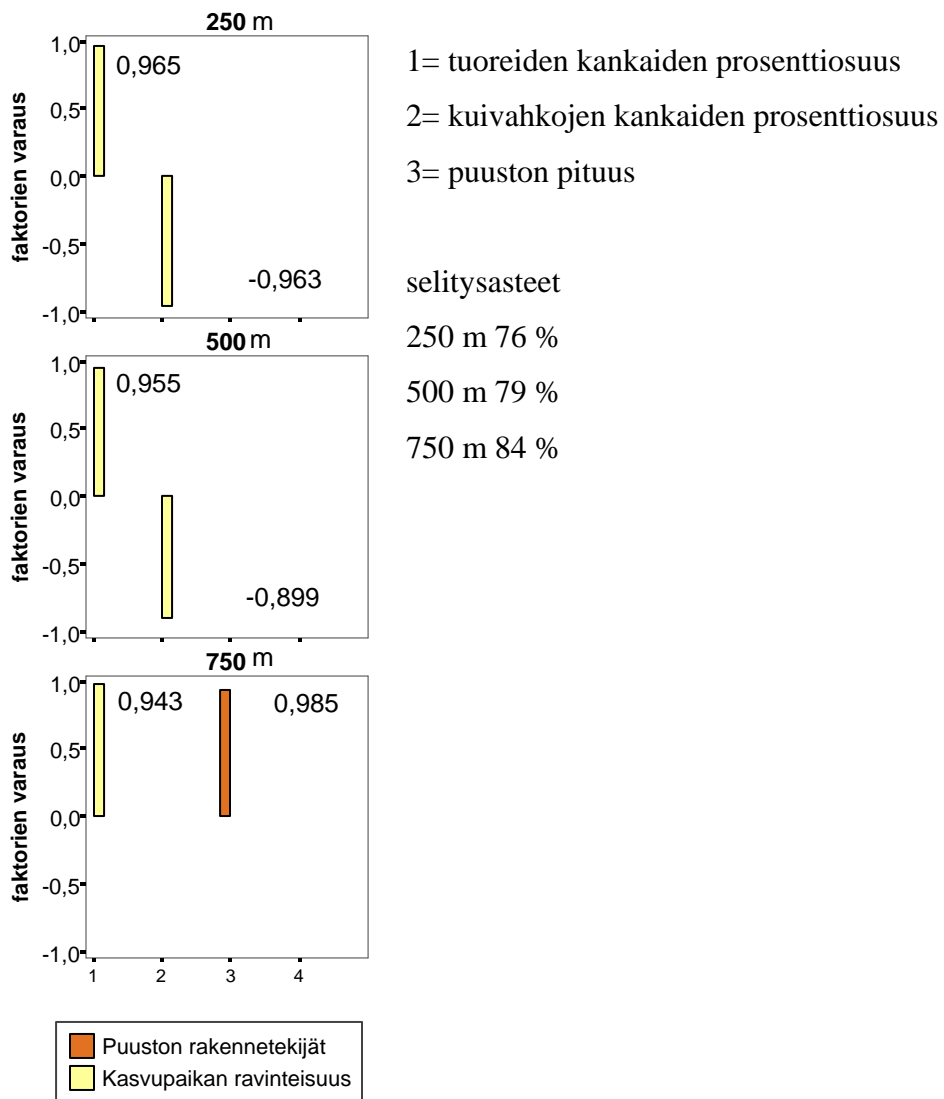 250 m
1,0
0,965
0,5
0,0
-0,5
-0,963
-1,0
faktorien varaus
500 m
1,0
0,955
0,5
0,0
-0,5
-0,899
-1,0
faktorien varaus
750 m
1,0
0,943
0,985
0,5
0,0
-0,5
-1,0
faktorien varaus
1 2 3 4
Puuston rakennetekijät
Kasvupaikan ravinteisuus
1= tuoreiden kankaiden prosenttiosuus
2= kuivahkojen kankaiden prosenttiosuus
3= puuston pituus
selitysasteet
250 m 76 %
500 m 79 %
750 m 84 %